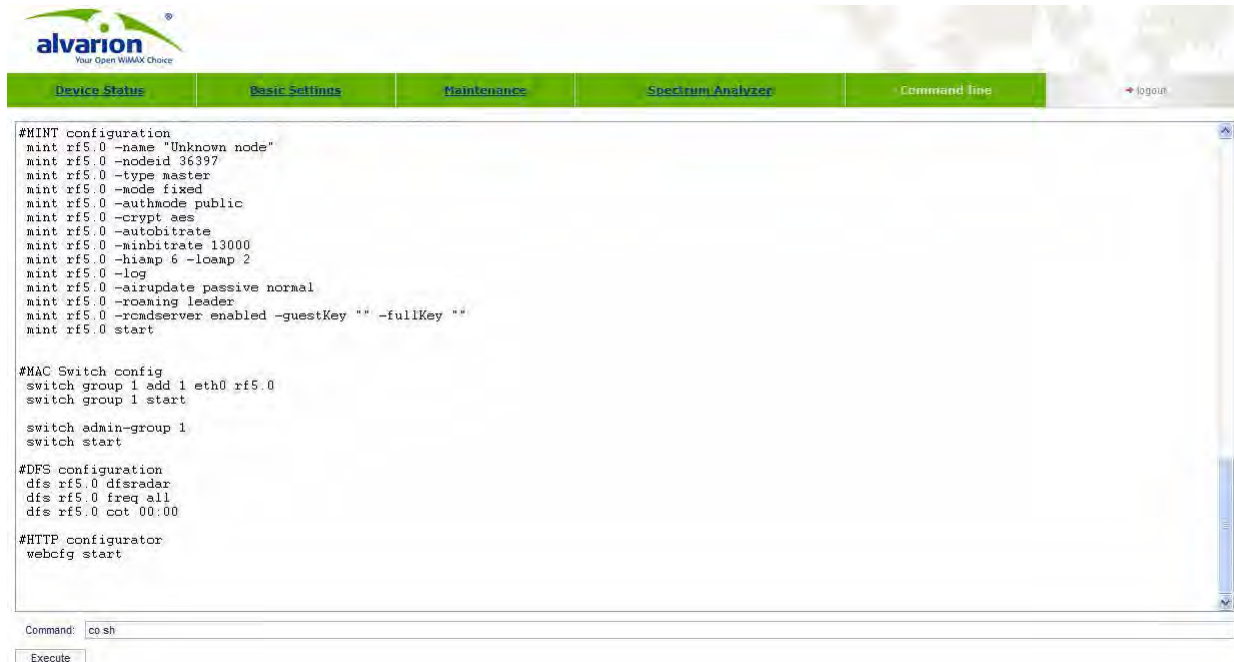 ®
alvarion
Your Open WiMAX Choice
Device Status Basic Settings Maintenance Spectrum Analyzer Command line logout
#MINT configuration
mint rf5.0 -name "Unknown node"
mint rf5.0 -nodeid 36397
mint rf5.0 -type master
mint rf5.0 -mode fixed
mint rf5.0 -authmode public
mint rf5.0 -crypt aes
mint rf5.0 -autobitrate
mint rf5.0 -minbitrate 13000
mint rf5.0 -hiamp 6 -loamp 2
mint rf5.0 -log
mint rf5.0 -airupdate passive normal
mint rf5.0 -roaming leader
mint rf5.0 -rcmdserver enabled -guestKey "" -fullKey ""
mint rf5.0 start
#MAC Switch config
switch group 1 add 1 eth0 rf5.0
switch group 1 start
switch admin-group 1
switch start
#DFS configuration
dfs rf5.0 dfsradar
dfs rf5.0 freq all
dfs rf5.0 cot 00:00
#HTTP configurator
webcfg start
Command: co sh
Execute